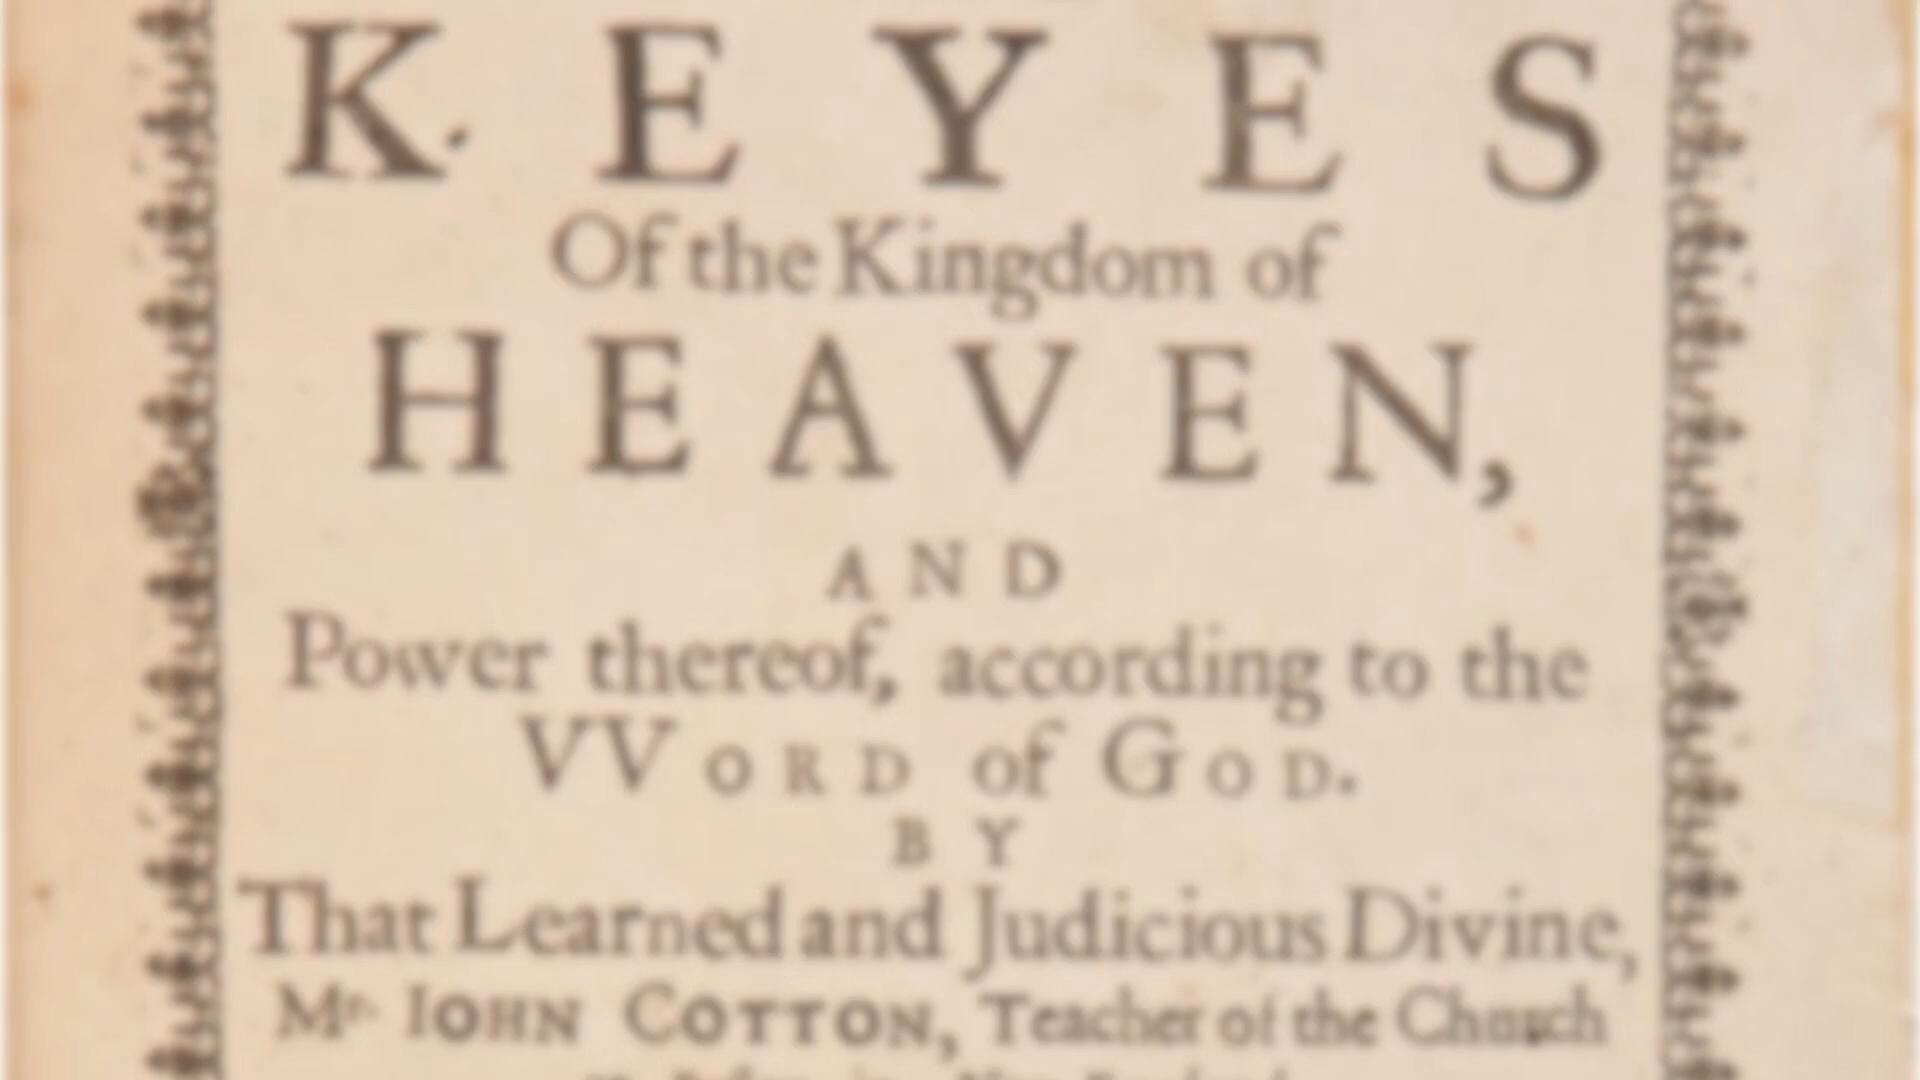 KEYES
Of the Kingdom of
HEAVEN,
AND
Power thereof, according to the
VVORD of GOD.
BY
That Learned and Judicious Divine,
Mr. IOHN COTTON, Teacher of the Church